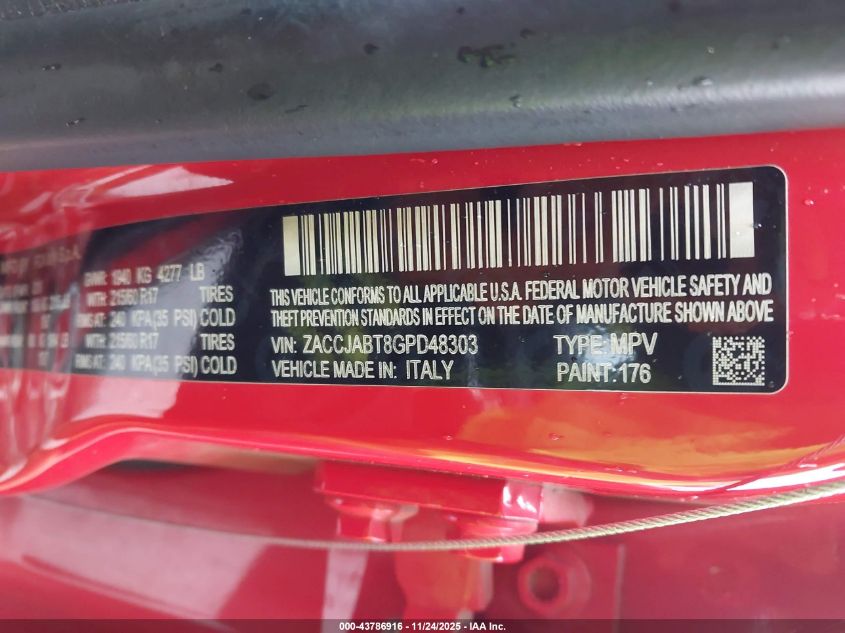 GVWR: 1940 KG 4277 LB
WITH: 215/60 R17 TIRES
RIMS AT: 240 KPA(35 PSI) COLD
WITH: 215/60 R17 TIRES
RIMS AT: 240 KPA(35 PSI) COLD
THIS VEHICLE CONFORMS TO ALL APPLICABLE U.S.A. FEDERAL MOTOR VEHICLE SAFETY AND
THEFT PREVENTION STANDARDS IN EFFECT ON THE DATE OF MANUFACTURE SHOWN ABOVE
VIN: ZACCJABT8GPD48303 TYPE: MPV
VEHICLE MADE IN: ITALY PAINT:176
000-43786916 - 11/24/2025 - IAA Inc.